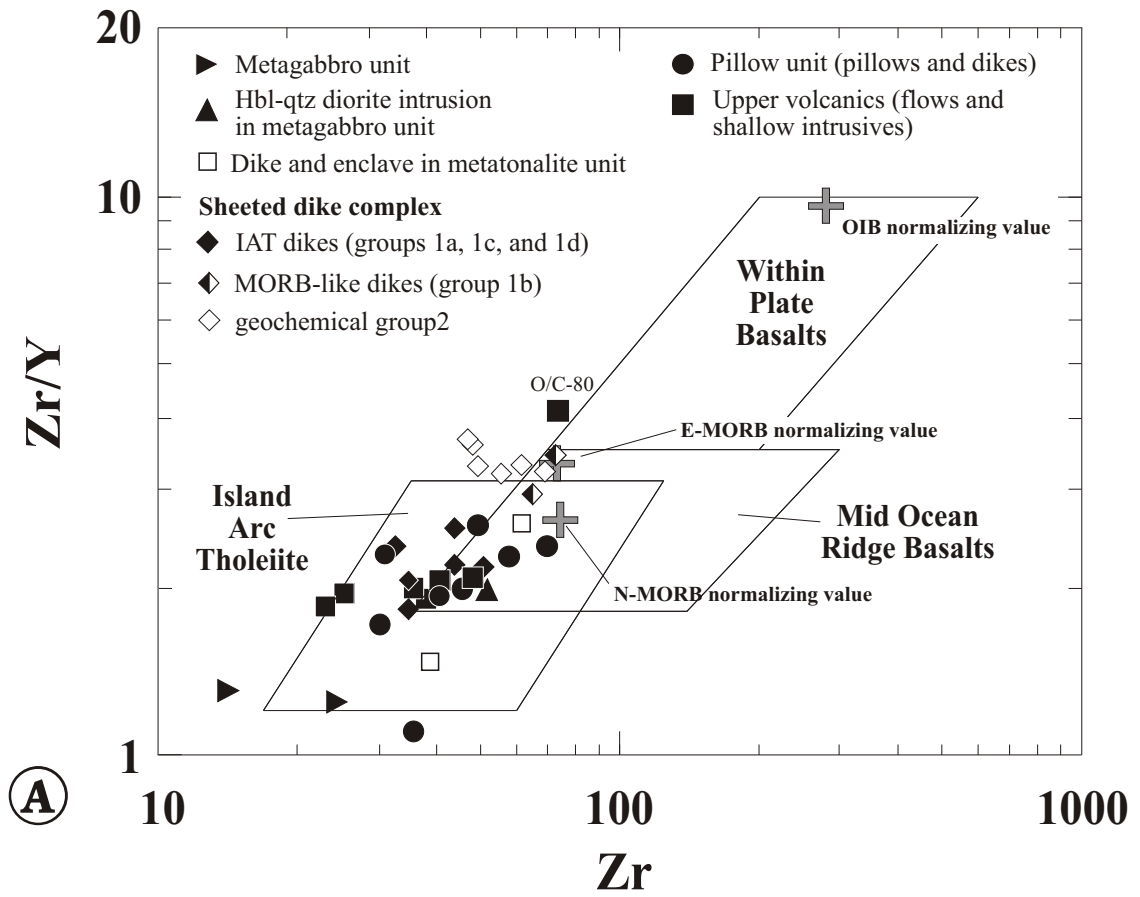 20
Metagabbro unit
Hbl-qtz diorite intrusion
in metagabbro unit
Dike and enclave in metatonalite unit
Sheeted dike complex
IAT dikes (groups 1a, 1c, and 1d)
MORB-like dikes (group 1b)
geochemical group2
Pillow unit (pillows and dikes)
Upper volcanics (flows and
shallow intrusives)
10
OIB normalizing value
Within
Plate
Basalts
Zr/Y
O/C-80
E-MORB normalizing value
Island
Arc
Tholeiite
Mid Ocean
Ridge Basalts
N-MORB normalizing value
1
A
10
100
1000
Zr